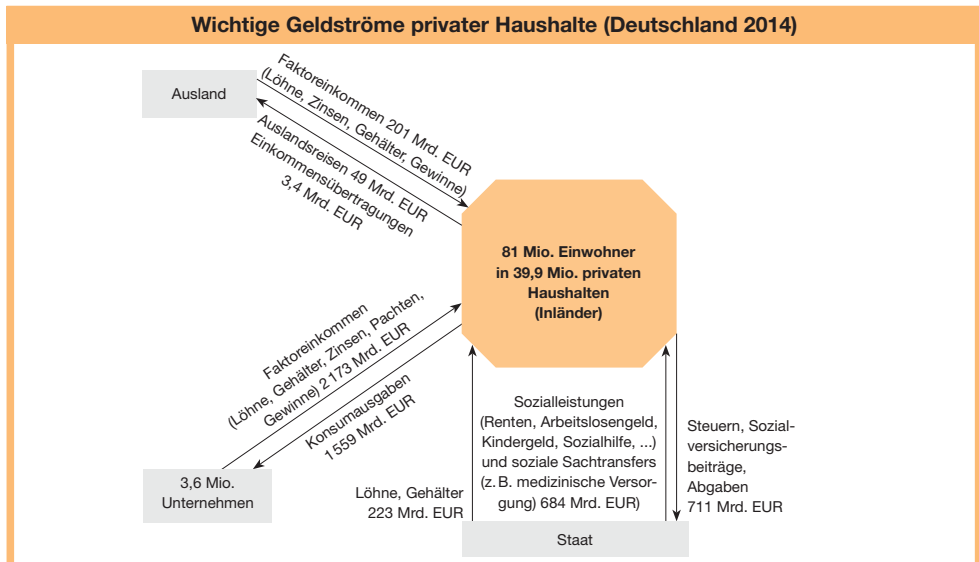 Wichtige Geldströme privater Haushalte (Deutschland 2014)
Ausland
Faktoreinkommen 201 Mrd. EUR
(Löhne, Zinsen, Gehälter, Gewinne)
Auslandsreisen 49 Mrd. EUR
Einkommensübertragungen
3,4 Mrd. EUR
81 Mio. Einwohner
in 39,9 Mio. privaten
Haushalten
(Inländer)
Faktoreinkommen
(Löhne, Gehälter, Zinsen, Pachten,
Gewinne) 2 173 Mrd. EUR
Konsumausgaben
1 559 Mrd. EUR
3,6 Mio.
Unternehmen
Löhne, Gehälter
223 Mrd. EUR
Sozialleistungen
(Renten, Arbeitslosengeld,
Kindergeld, Sozialhilfe, ...)
und soziale Sachtransfers
(z. B. medizinische Versor-
gung) 684 Mrd. EUR)
Steuern, Sozial-
versicherungs-
beiträge,
Abgaben
711 Mrd. EUR
Staat